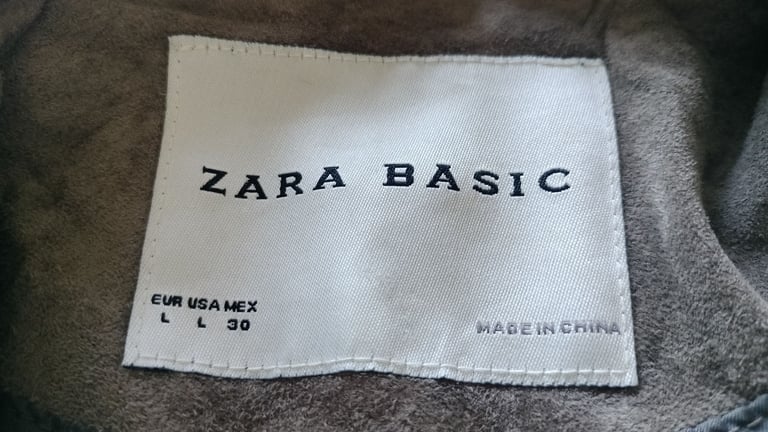 ZARA BASIC
EUR USA MEX
L L 30
MADE IN CHINA